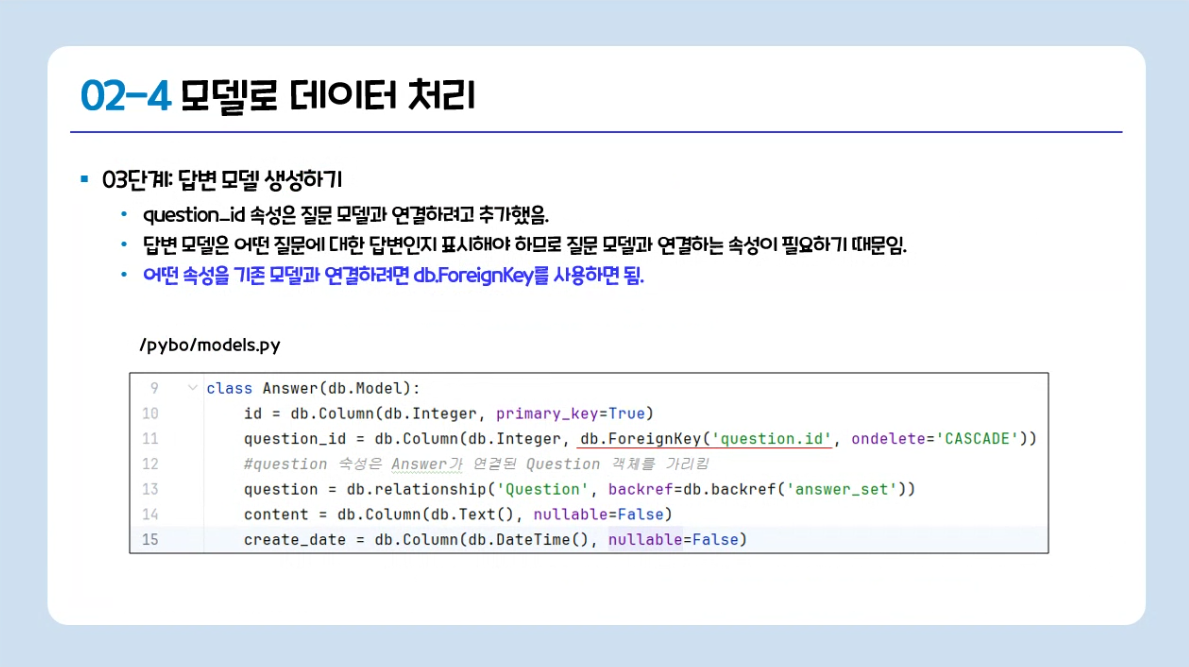 02-4 모델로 데이터 처리
03단계: 답변 모델 생성하기
question_id 속성은 질문 모델과 연결하려고 추가했음.
답변 모델은 어떤 질문에 대한 답변인지 표시해야 하므로 질문 모델과 연결하는 속성이 필요하기 때문임.
어떤 속성을 기존 모델과 연결하려면 db.ForeignKey를 사용하면 됨.
/pybo/models.py
9 class Answer(db.Model):
10 id = db.Column(db.Integer, primary_key=True)
11 question_id = db.Column(db.Integer, db.ForeignKey('question.id', ondelete='CASCADE'))
12 #question 속성은 Answer가 연결된 Question 객체를 가리킴
13 question = db.relationship('Question', backref=db.backref('answer_set'))
14 content = db.Column(db.Text(), nullable=False)
15 create_date = db.Column(db.DateTime(), nullable=False)